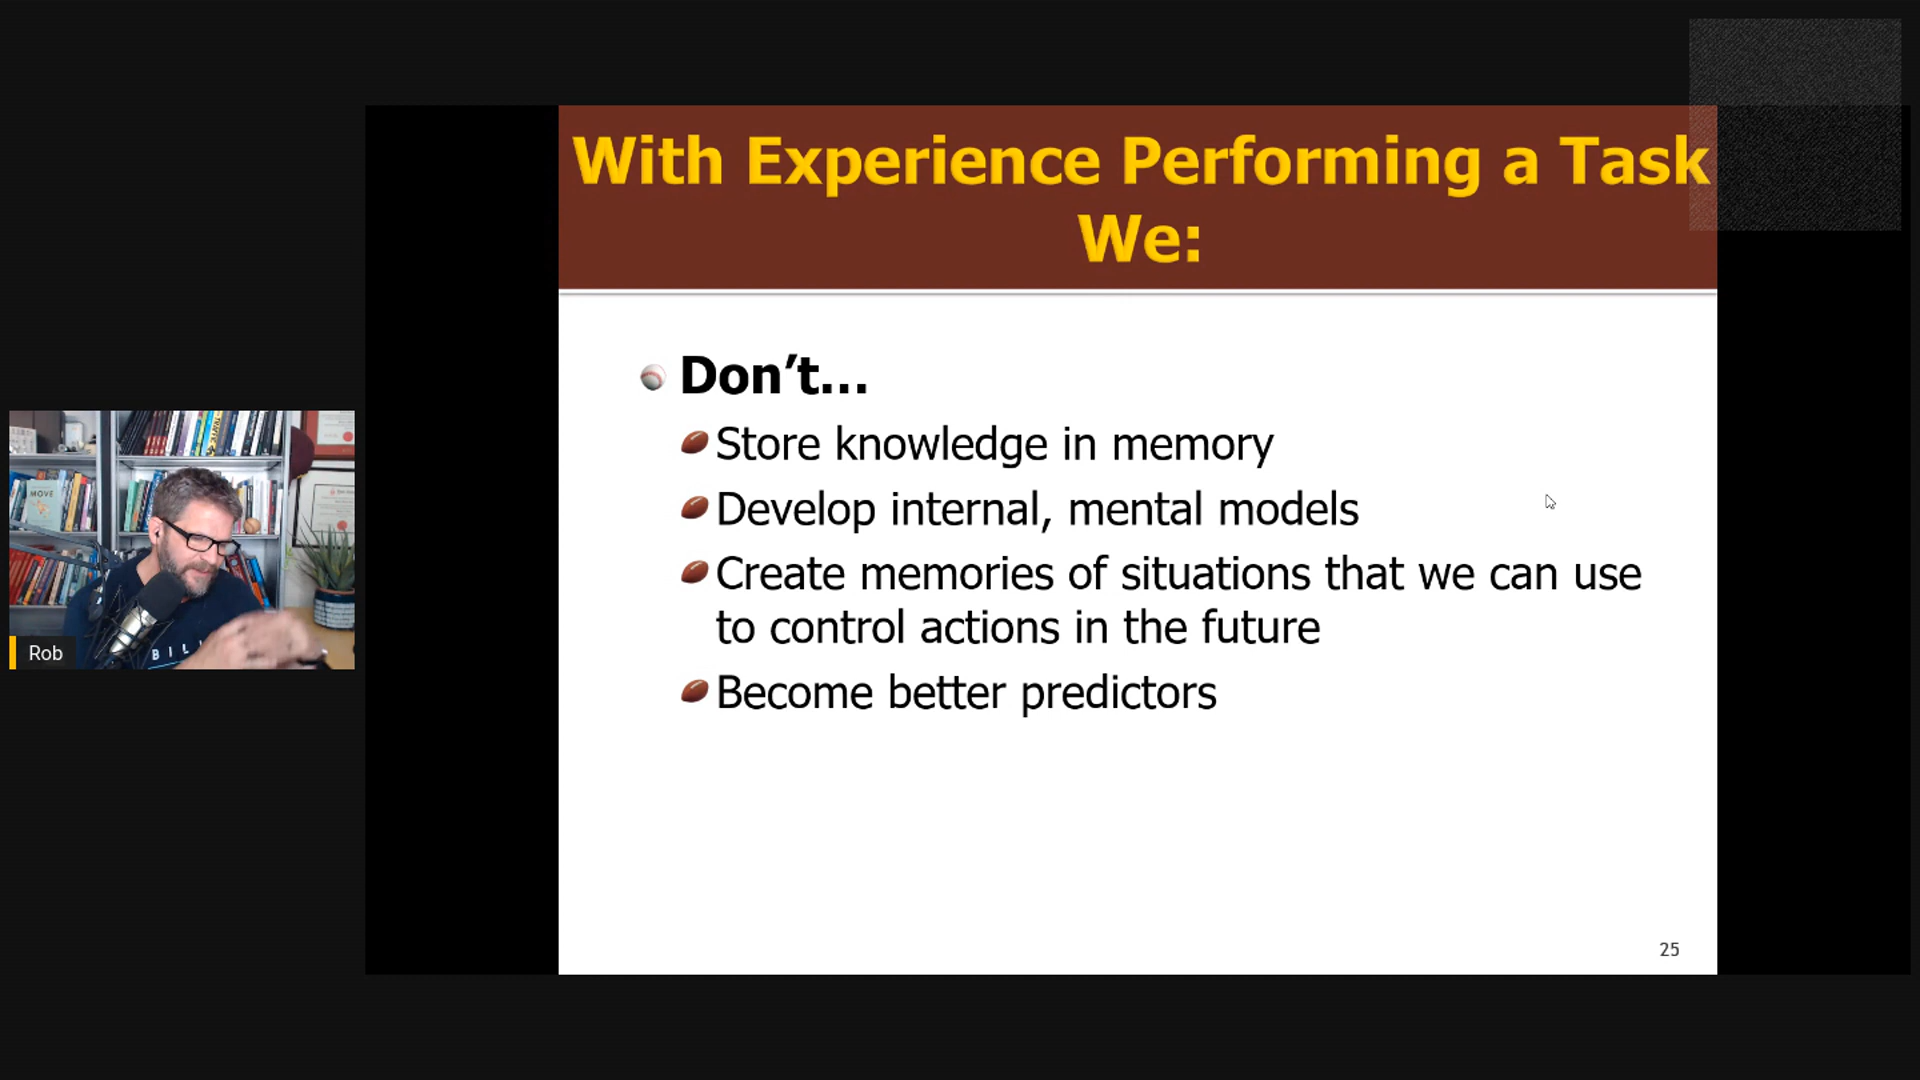 With Experience Performing a Task
We:
Don’t...
Store knowledge in memory
Develop internal, mental models
Create memories of situations that we can use
to control actions in the future
Become better predictors
25
MOVE
BIL
Rob